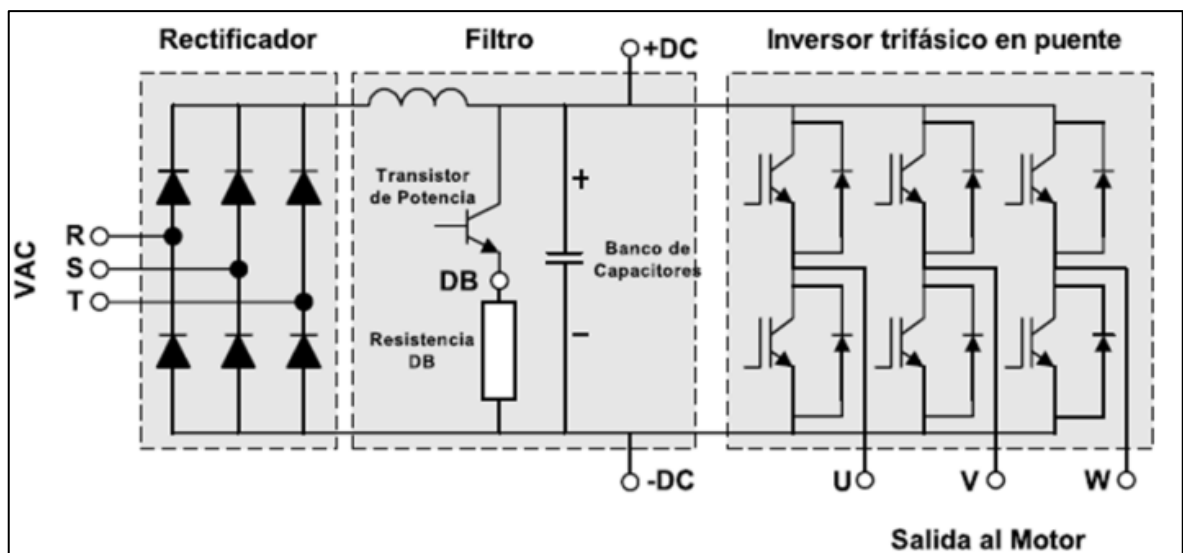 Rectificador
Filtro
+DC
Inversor trifásico en puente
Transistor
de Potencia
+
R
S
T
VAC
DB
Banco de
Capacitores
Resistencia
DB
−
-DC
U
V
W
Salida al Motor